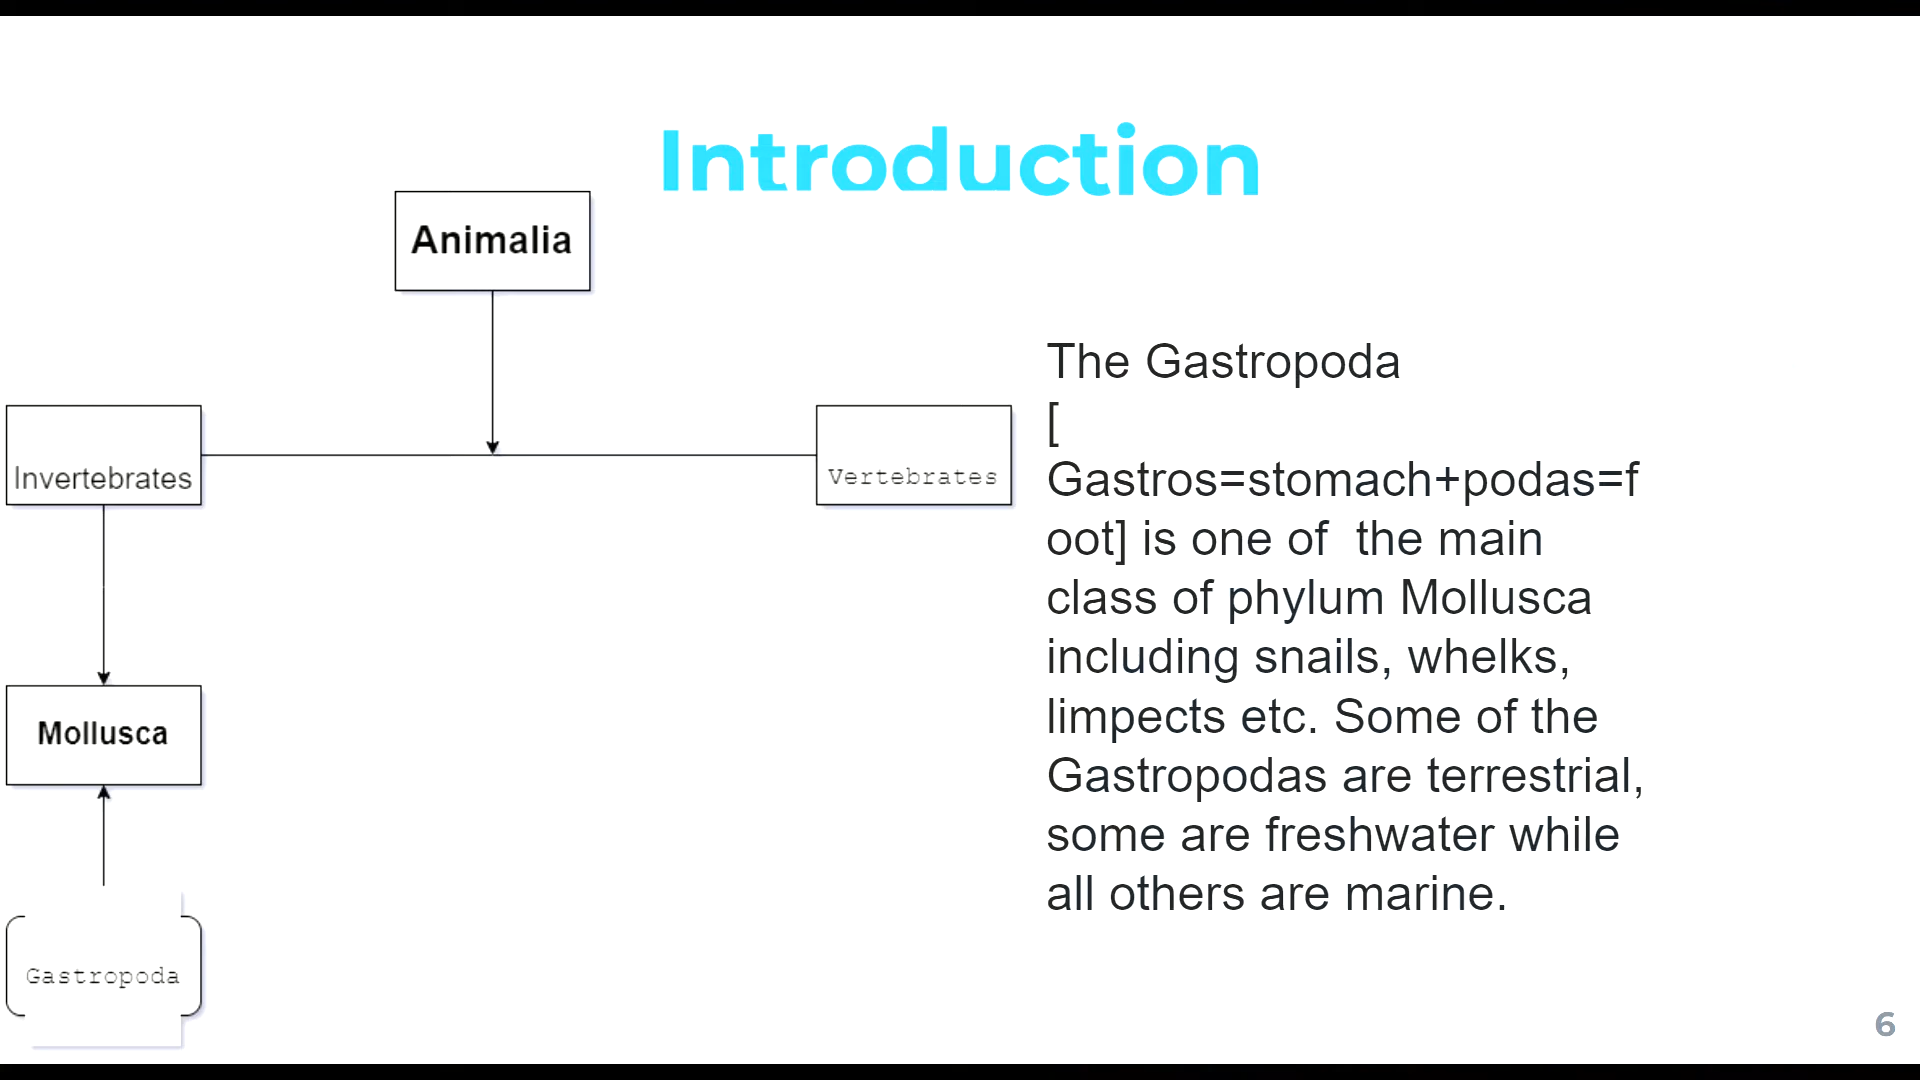 Introduction
Animalia
Invertebrates
Vertebrates
Mollusca
Gastropoda
The Gastropoda
[
Gastros=stomach+podas=f
oot] is one of  the main
class of phylum Mollusca
including snails, whelks,
limpects etc. Some of the
Gastropodas are terrestrial,
some are freshwater while
all others are marine.
6